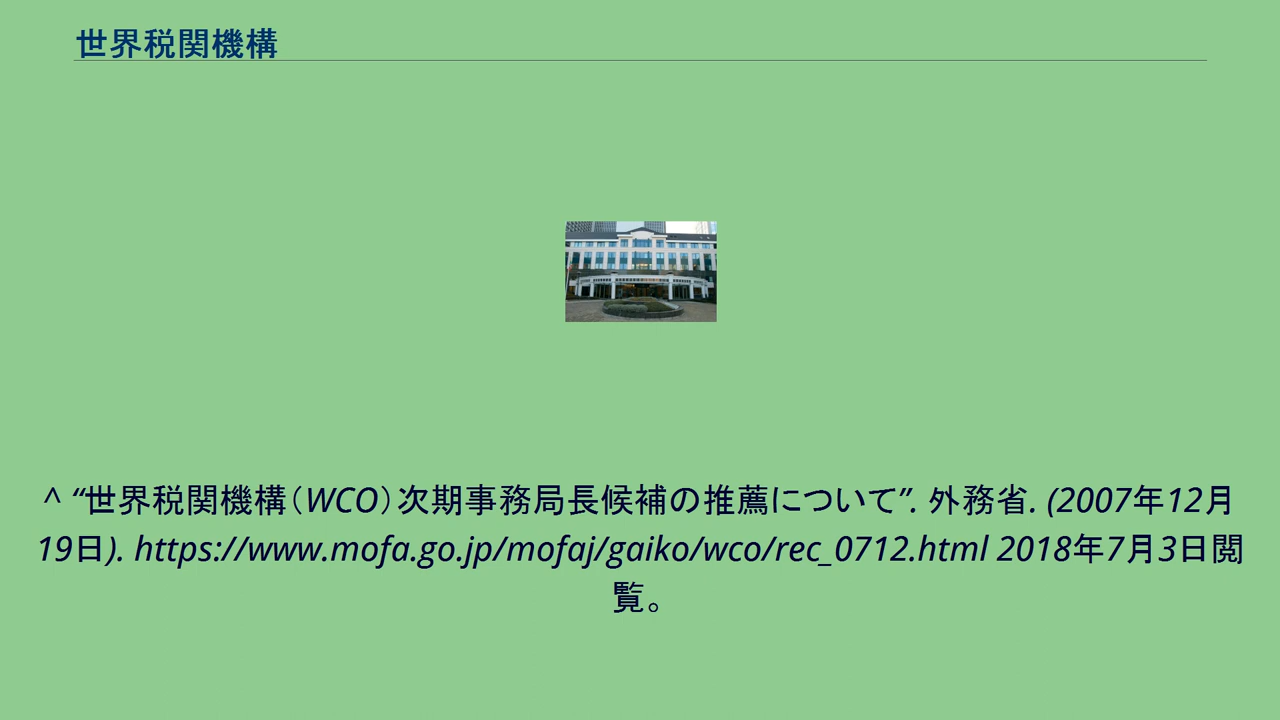 世界税関機構
^ “世界税関機構（WCO）次期事務局長候補の推薦について”. 外務省. (2007年12月
19日). https://www.mofa.go.jp/mofaj/gaiko/wco/rec_0712.html 2018年7月3日閲
覧。